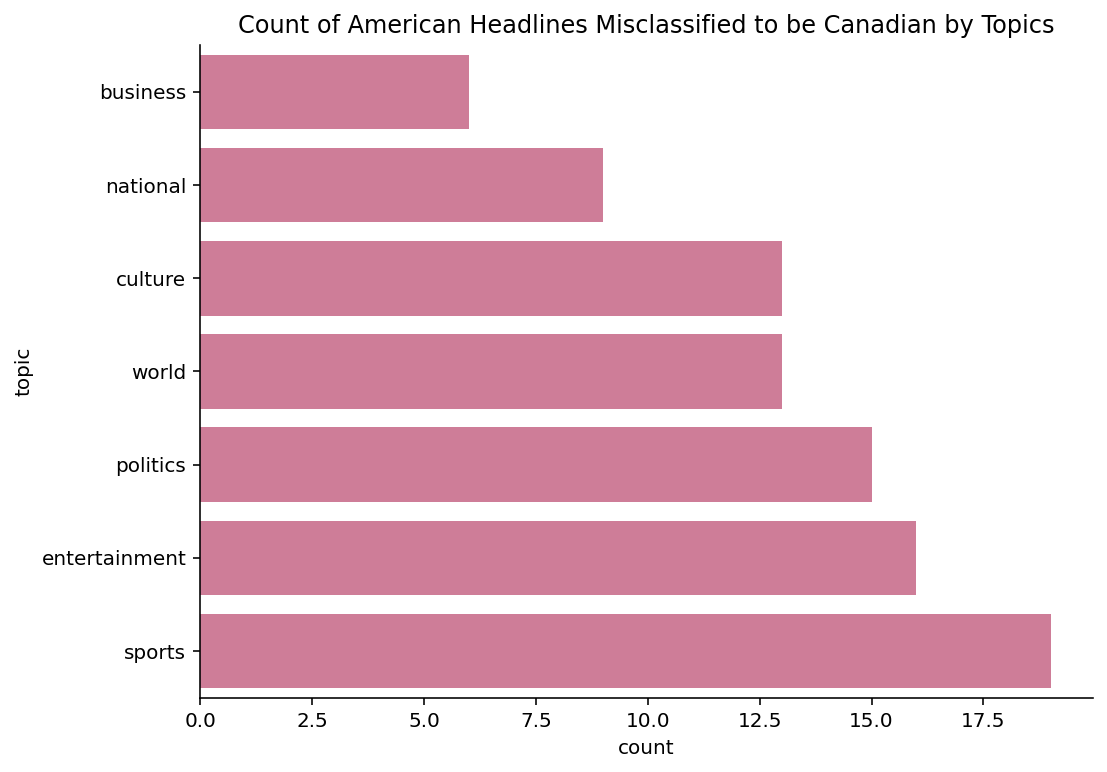 Count of American Headlines Misclassified to be Canadian by Topics
business
national
culture
world
politics
entertainment
sports
topic
0.0 2.5 5.0 7.5 10.0 12.5 15.0 17.5
count